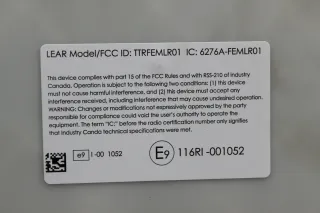 LEAR Model/FCC ID: TTRFEMLR01 IC: 6276A-FEMLR01
This device complies with part 15 of the FCC Rules and with RSS-210 of Industry
Canada. Operation is subject to the following two conditions: (1) this device
must not cause harmful interference, and (2) this device must accept any
interference received, including interference that may cause undesired operation.
WARNING: Changes or modifications not expressively approved by the party
responsible for compliance could void the user's authority to operate the
equipment. The term "IC;" before the radio certification number only signifies
that Industry Canda technical specifications were met.
e9 1-00 1052
E9 116RI -001052